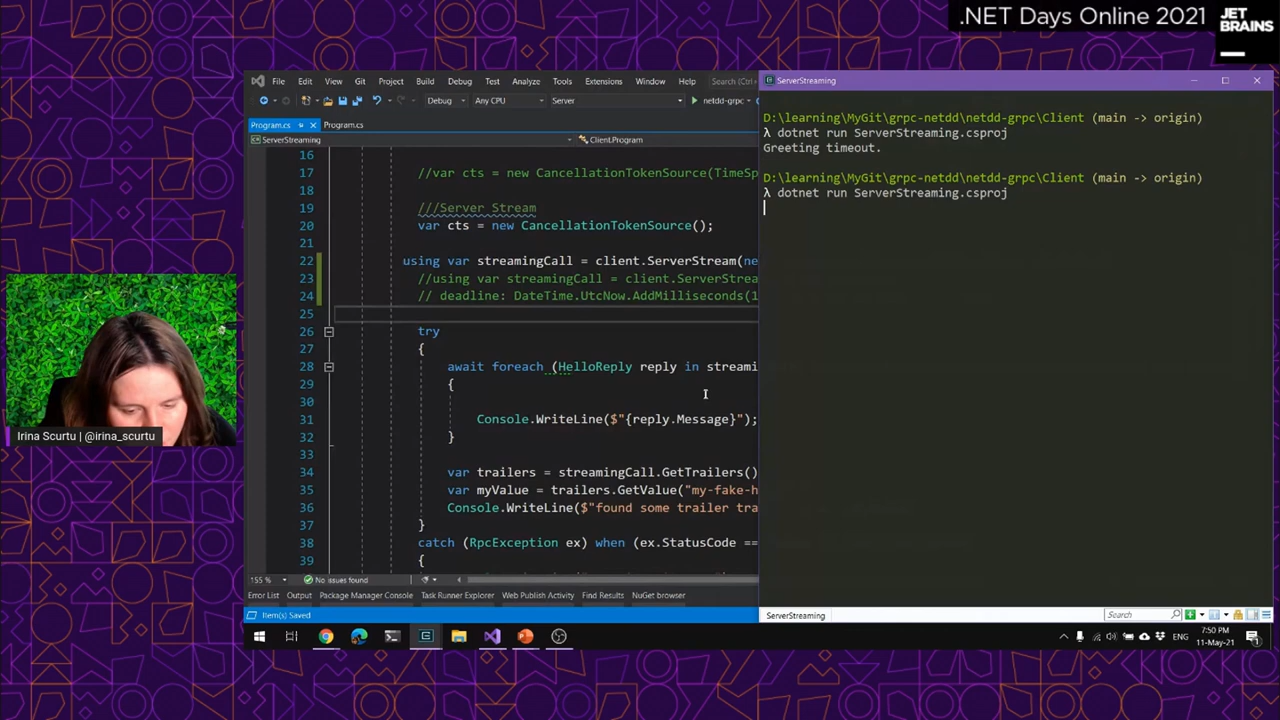 .NET Days Online 2021
JET
BRAINS
File Edit View Git Project Build Debug Test Analyze Tools Extensions Window Help Search (Ctrl+
Debug Any CPU Server netdd-grpc
Program.cs Program.cs
ServerStreaming Client.Program
16
17 //var cts = new CancellationTokenSource(TimeSp
18
19 ///Server Stream
20 var cts = new CancellationTokenSource();
21
22 using var streamingCall = client.ServerStream(ne
23 //using var streamingCall = client.ServerStrea
24 // deadline: DateTime.UtcNow.AddMilliseconds(1
25
26 try
27 {
28 await foreach (HelloReply reply in streami
29 {
30
31 Console.WriteLine($"{reply.Message}");
32 }
33
34 var trailers = streamingCall.GetTrailers()
35 var myValue = trailers.GetValue("my-fake-h
36 Console.WriteLine($"found some trailer tra
37 }
38 catch (RpcException ex) when (ex.StatusCode ==
39 {
155 % No issues found
Error List Output Package Manager Console Task Runner Explorer Web Publish Activity Find Results NuGet browser
Item(s) Saved
ServerStreaming
D:\learning\MyGit\grpc-netdd\netdd-grpc\Client (main -> origin)
λ dotnet run ServerStreaming.csproj
Greeting timeout.
D:\learning\MyGit\grpc-netdd\netdd-grpc\Client (main -> origin)
λ dotnet run ServerStreaming.csproj
ServerStreaming Search
Irina Scurtu | @irina_scurtu
ENG
7:50 PM
11-May-21